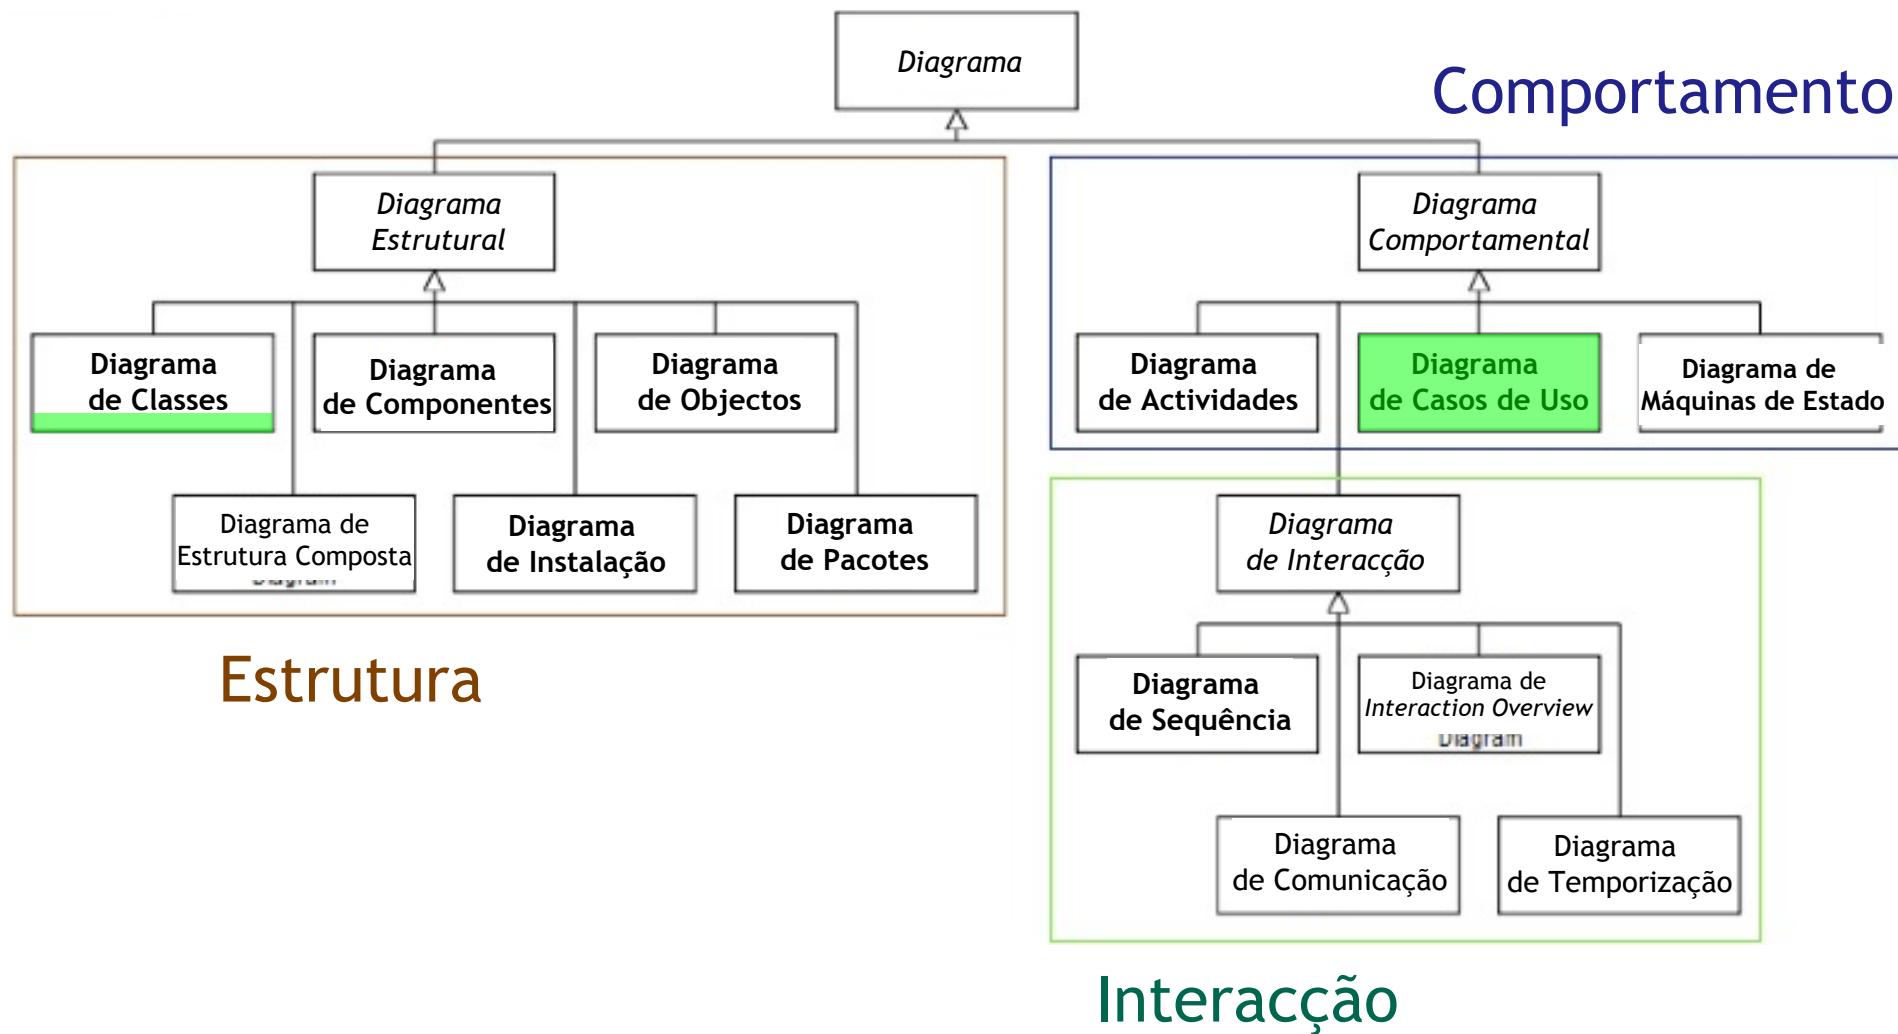 Diagrama
Comportamento
Diagrama
Estrutural
Diagrama
Comportamental
Diagrama
de Classes
Diagrama
de Componentes
Diagrama
de Objectos
Diagrama
de Actividades
Diagrama
de Casos de Uso
Diagrama de
Máquinas de Estado
Diagrama de
Estrutura Composta
Diagram
Diagrama
de Instalação
Diagrama
de Pacotes
Diagrama
de Interacção
Estrutura
Diagrama
de Sequência
Diagrama de
Interaction Overview
Diagram
Diagrama
de Comunicação
Diagrama
de Temporização
Interacção